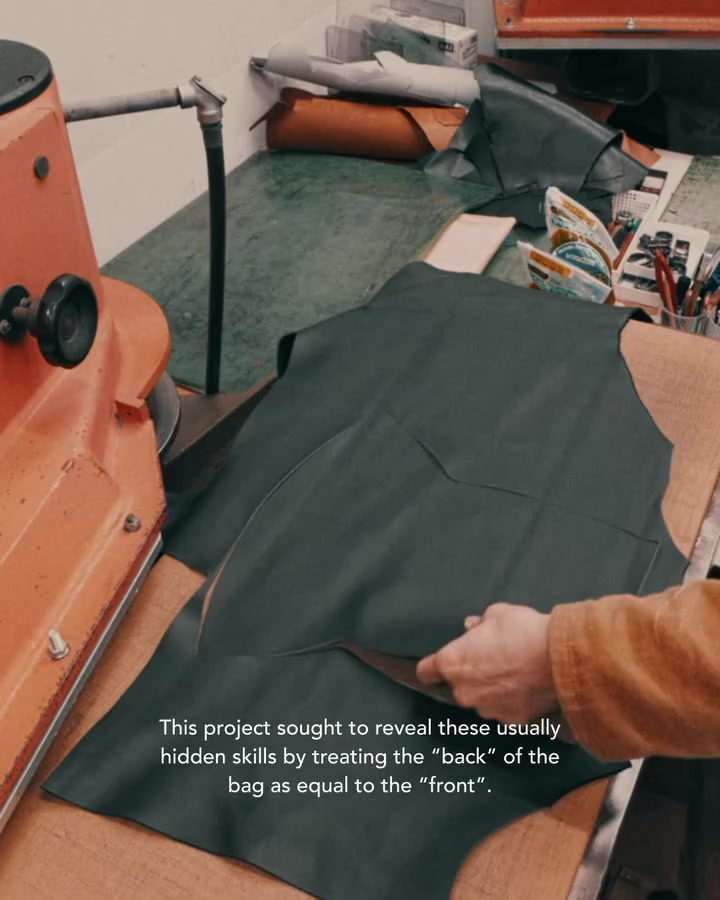 This project sought to reveal these usually
hidden skills by treating the “back” of the
bag as equal to the “front”.